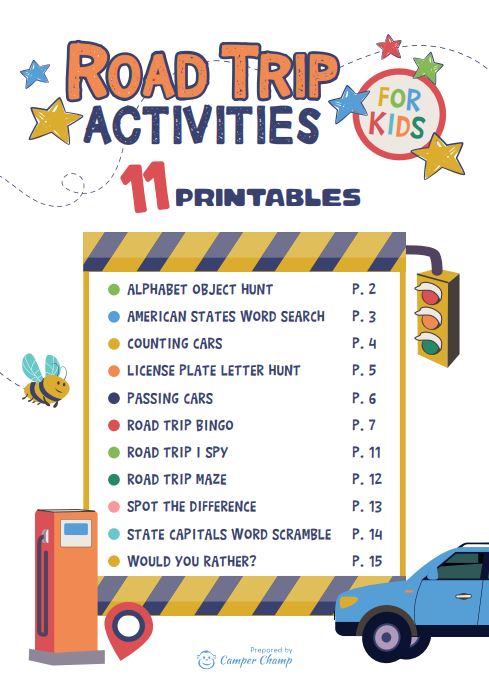 ROAD TRIP
ACTIVITIES
FOR
KIDS
11 PRINTABLES
ALPHABET OBJECT HUNT P. 2
AMERICAN STATES WORD SEARCH P. 3
COUNTING CARS P. 4
LICENSE PLATE LETTER HUNT P. 5
PASSING CARS P. 6
ROAD TRIP BINGO P. 7
ROAD TRIP I SPY P. 11
ROAD TRIP MAZE P. 12
SPOT THE DIFFERENCE P. 13
STATE CAPITALS WORD SCRAMBLE P. 14
WOULD YOU RATHER? P. 15
Prepared by
Camper Champ